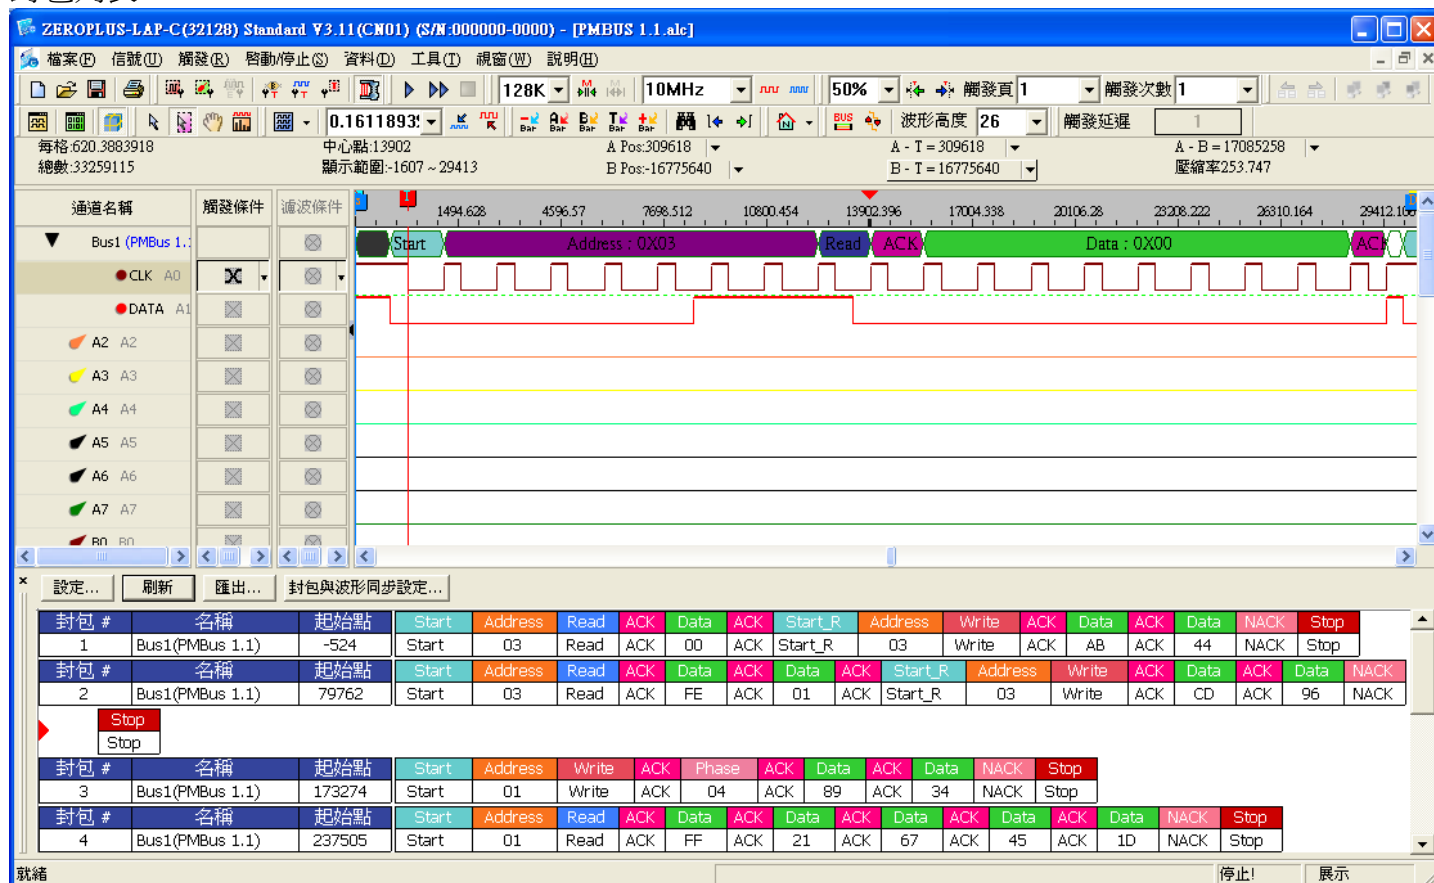 ZEROPLUS-LAP-C(32128) Standard V3.11(CN01) (S/N:000000-0000) - [PMBUS 1.1.alc]
檔案(F) 信號(U) 觸發(R) 啓動/停止(S) 資料(D) 工具(T) 視窗(W) 說明(H)
128K 10MHz 50% 觸發頁 1 觸發次數 1
0.1611893 Bar Bar Bar Bar BUS 波形高度 26 觸發延遲 1
每格:620.3883918 中心點:13902 A Pos:309618 A - T = 309618 A - B = 17085258
總數:33259115 顯示範圍:-1607 ~ 29413 B Pos:-16775640 B - T = 16775640 壓縮率253.747
通道名稱 觸發條件 濾波條件 1494.628 4596.57 7698.512 10800.454 13902.396 17004.338 20106.28 23208.222 26310.164 29412.106
Bus1 (PMBus 1.1 Start Address : 0X03 Read ACK Data : 0X00 ACK
CLK A0
DATA A1
A2 A2
A3 A3
A4 A4
A5 A5
A6 A6
A7 A7
B0 B0
設定... 刷新 匯出... 封包與波形同步設定...
封包 # 名稱 起始點 Start Address Read ACK Data ACK Start_R Address Write ACK Data ACK Data NACK Stop
1 Bus1(PMBus 1.1) -524 Start 03 Read ACK 00 ACK Start_R 03 Write ACK AB ACK 44 NACK Stop
封包 # 名稱 起始點 Start Address Read ACK Data ACK Data ACK Start_R Address Write ACK Data ACK Data NACK
2 Bus1(PMBus 1.1) 79762 Start 03 Read ACK FE ACK 01 ACK Start_R 03 Write ACK CD ACK 96 NACK
Stop
Stop
封包 # 名稱 起始點 Start Address Write ACK Phase ACK Data ACK Data NACK Stop
3 Bus1(PMBus 1.1) 173274 Start 01 Write ACK 04 ACK 89 ACK 34 NACK Stop
封包 # 名稱 起始點 Start Address Read ACK Data ACK Data ACK Data ACK Data ACK Data NACK Stop
4 Bus1(PMBus 1.1) 237505 Start 01 Read ACK FF ACK 21 ACK 67 ACK 45 ACK 1D NACK Stop
就緒 停止! 展示